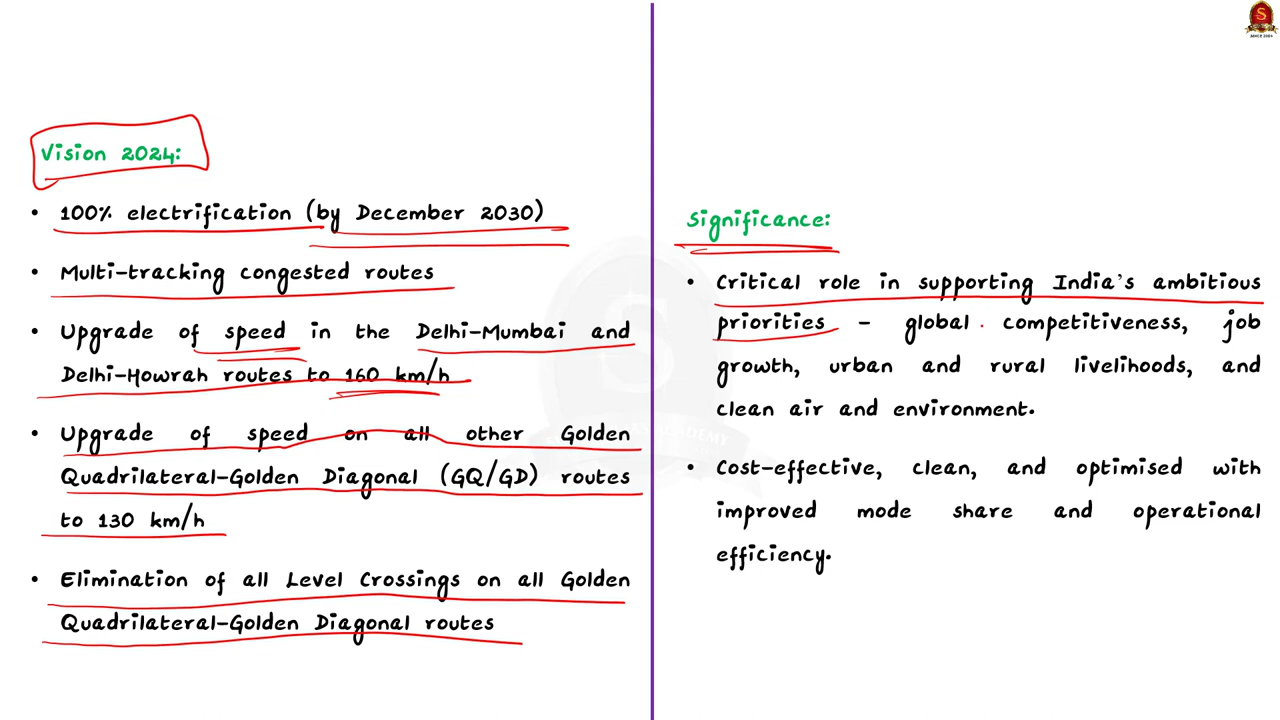 Vision 2024:
• 100% electrification (by December 2030)
• Multi-tracking congested routes
• Upgrade of speed in the Delhi-Mumbai and
Delhi-Howrah routes to 160 km/h
• Upgrade of speed on all other Golden
Quadrilateral-Golden Diagonal (GQ/GD) routes
to 130 km/h
• Elimination of all Level Crossings on all Golden
Quadrilateral-Golden Diagonal routes
S
SINCE 2004
Significance:
• Critical role in supporting India's ambitious
priorities - global competitiveness, job
growth, urban and rural livelihoods, and
clean air and environment.
• Cost-effective, clean, and optimised with
improved mode share and operational
efficiency.